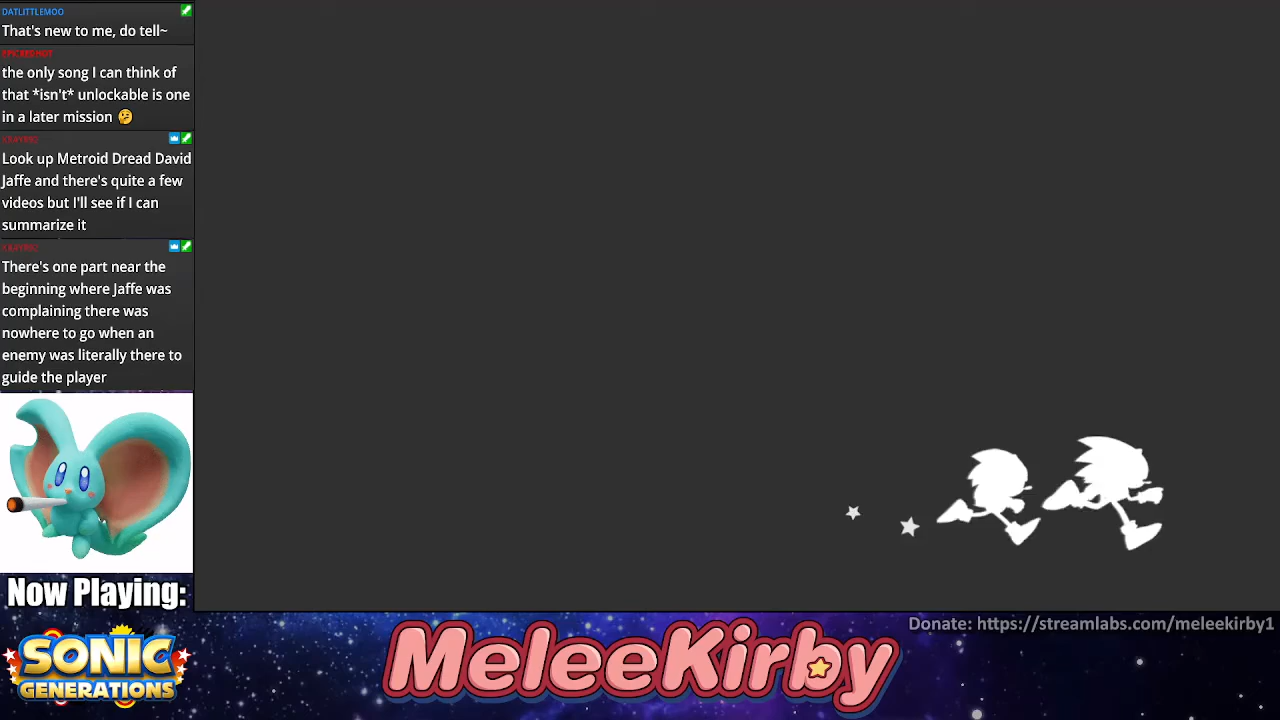 DATLITTLEMOO
That's new to me, do tell~
the only song I can think of
that *isn't* unlockable is one
in a later mission 🤔
Look up Metroid Dread David
Jaffe and there's quite a few
videos but I'll see if I can
summarize it
There's one part near the
beginning where Jaffe was
complaining there was
nowhere to go when an
enemy was literally there to
guide the player
Now Playing:
SONIC
GENERATIONS
MeleeKirby
Donate: https://streamlabs.com/meleekirby1